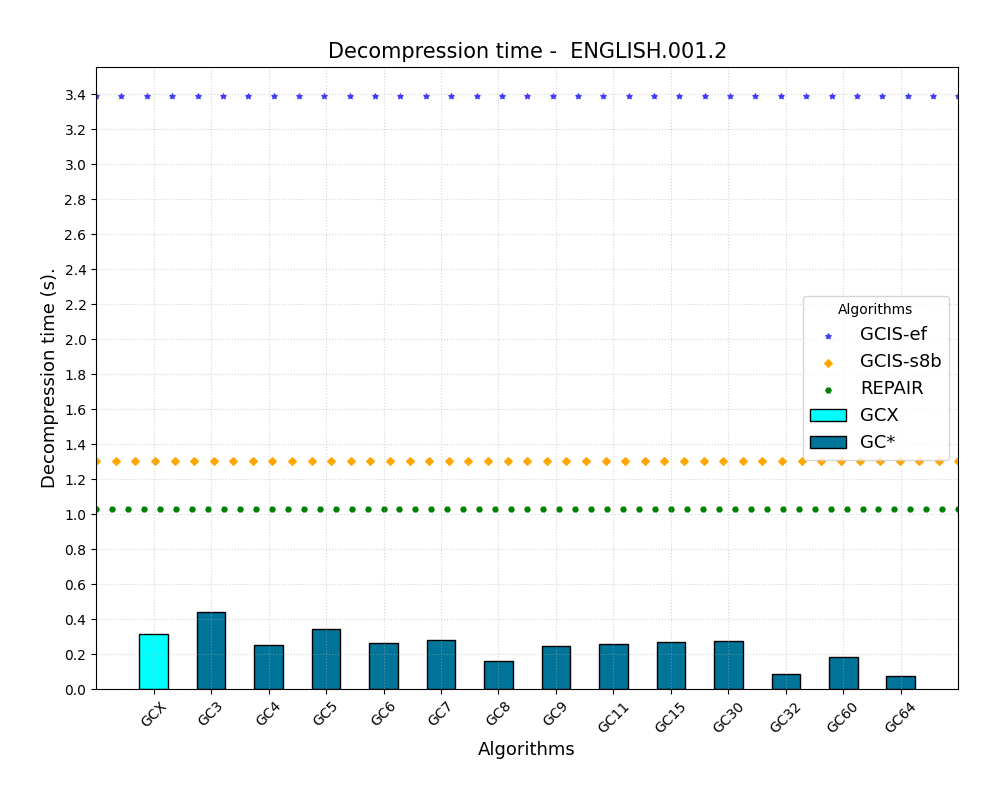 Decompression time -  ENGLISH.001.2
Decompression time (s).
3.4
3.2
3.0
2.8
2.6
2.4
2.2
2.0
1.8
1.6
1.4
1.2
1.0
0.8
0.6
0.4
0.2
0.0
Algorithms
GCIS-ef
GCIS-s8b
REPAIR
GCX
GC*
GCX GC3 GC4 GC5 GC6 GC7 GC8 GC9 GC11 GC15 GC30 GC32 GC60 GC64
Algorithms